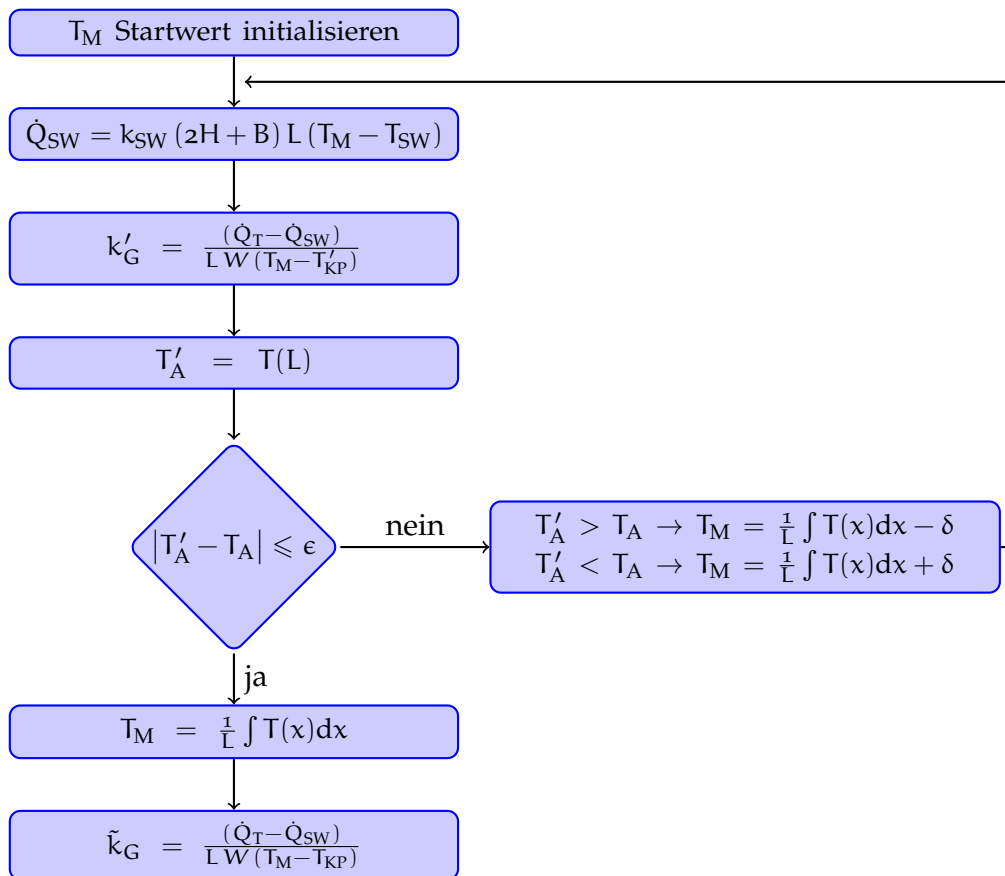 T_M Startwert initialisieren
Q̇_SW = k_SW (2H + B) L (T_M − T_SW)
k′_G = (Q̇_T − Q̇_SW) / (L W (T_M − T′_KP))
T′_A = T(L)
|T′_A − T_A| ⩽ ϵ
nein
T′_A > T_A → T_M = 1/L ∫ T(x)dx − δ
T′_A < T_A → T_M = 1/L ∫ T(x)dx + δ
ja
T_M = 1/L ∫ T(x)dx
k̃_G = (Q̇_T − Q̇_SW) / (L W (T_M − T_KP))